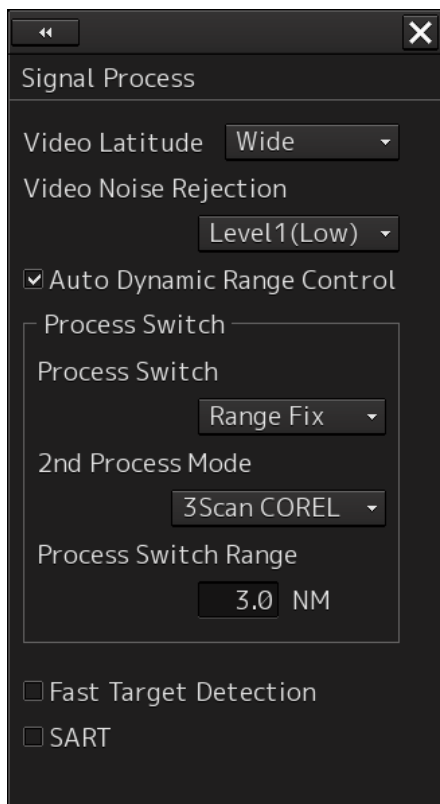 Signal Process
Video Latitude Wide
Video Noise Rejection
Level1(Low)
Auto Dynamic Range Control
Process Switch
Process Switch
Range Fix
2nd Process Mode
3Scan COREL
Process Switch Range
3.0 NM
Fast Target Detection
SART